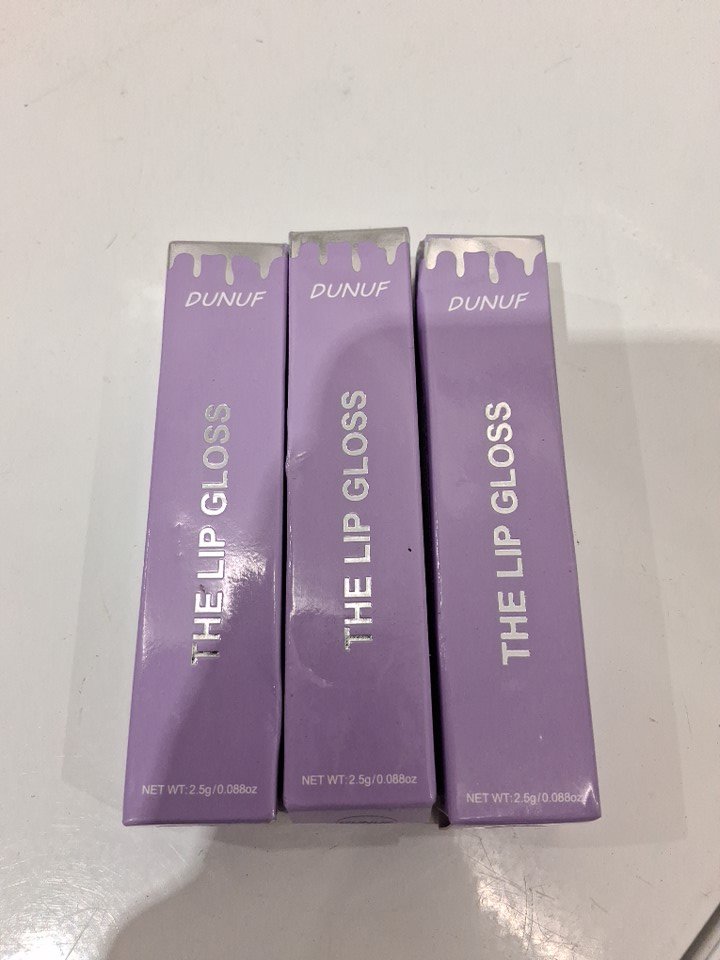 DUNUF
THE LIP GLOSS
NET WT:2.5g/0.088oz
DUNUF
THE LIP GLOSS
NET WT:2.5g/0.088oz
DUNUF
THE LIP GLOSS
NET WT:2.5g/0.088oz